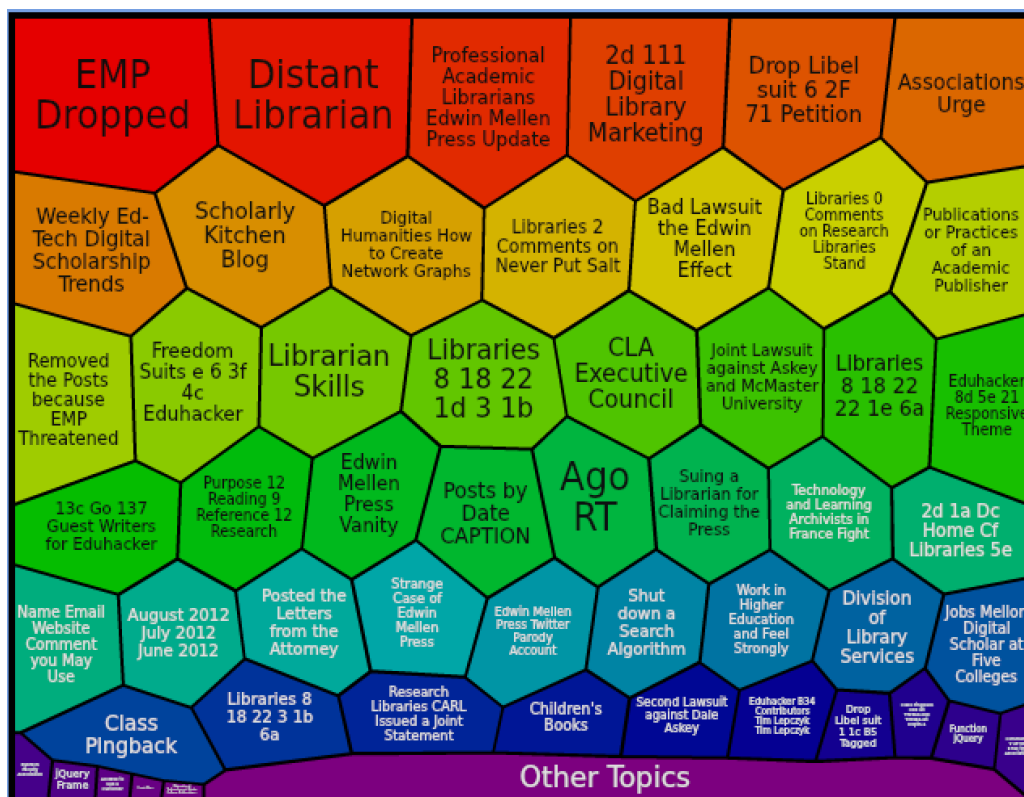 EMP
Dropped
Distant
Librarian
Professional
Academic
Librarians
Edwin Mellen
Press Update
2d 111
Digital
Library
Marketing
Drop Libel
suit 6 2F
71 Petition
Associations
Urge
Weekly Ed-
Tech Digital
Scholarship
Trends
Scholarly
Kitchen
Blog
Digital
Humanities How
to Create
Network Graphs
Libraries 2
Comments on
Never Put Salt
Bad Lawsuit
the Edwin
Mellen
Effect
Libraries 0
Comments
on Research
Libraries
Stand
Publications
or Practices
of an
Academic
Publisher
Removed
the Posts
because
EMP
Threatened
Freedom
Suits e 6 3f
4c
Eduhacker
Librarian
Skills
Libraries
8 18 22
1d 3 1b
CLA
Executive
Council
Joint Lawsuit
against Askey
and McMaster
University
Libraries
8 18 22
22 1e 6a
Eduhacker
8d 5e 21
Responsive
Theme
13c Go 137
Guest Writers
for Eduhacker
Purpose 12
Reading 9
Reference 12
Research
Edwin
Mellen
Press
Vanity
Posts by
Date
CAPTION
Ago
RT
Suing a
Librarian for
Claiming the
Press
Technology
and Learning
Archivists in
France Fight
2d 1a Dc
Home Cf
Libraries 5e
Name Email
Website
Comment
you May
Use
August 2012
July 2012
June 2012
Posted the
Letters
from the
Attorney
Strange
Case of
Edwin
Mellen
Press
Edwin Mellen
Press Twitter
Parody
Account
Shut
down a
Search
Algorithm
Work in
Higher
Education
and Feel
Strongly
Division
of
Library
Services
Jobs Mellon
Digital
Scholar at
Five
Colleges
Class
Pingback
Libraries 8
18 22 3 1b
6a
Research
Libraries CARL
Issued a Joint
Statement
Children's
Books
Second Lawsuit
against Dale
Askey
Eduhacker B34
Contributors
Tim Lepczyk
Tim Lepczyk
Drop
Libel suit
1 1c B5
Tagged
Function
jQuery
jQuery
Frame
Other Topics